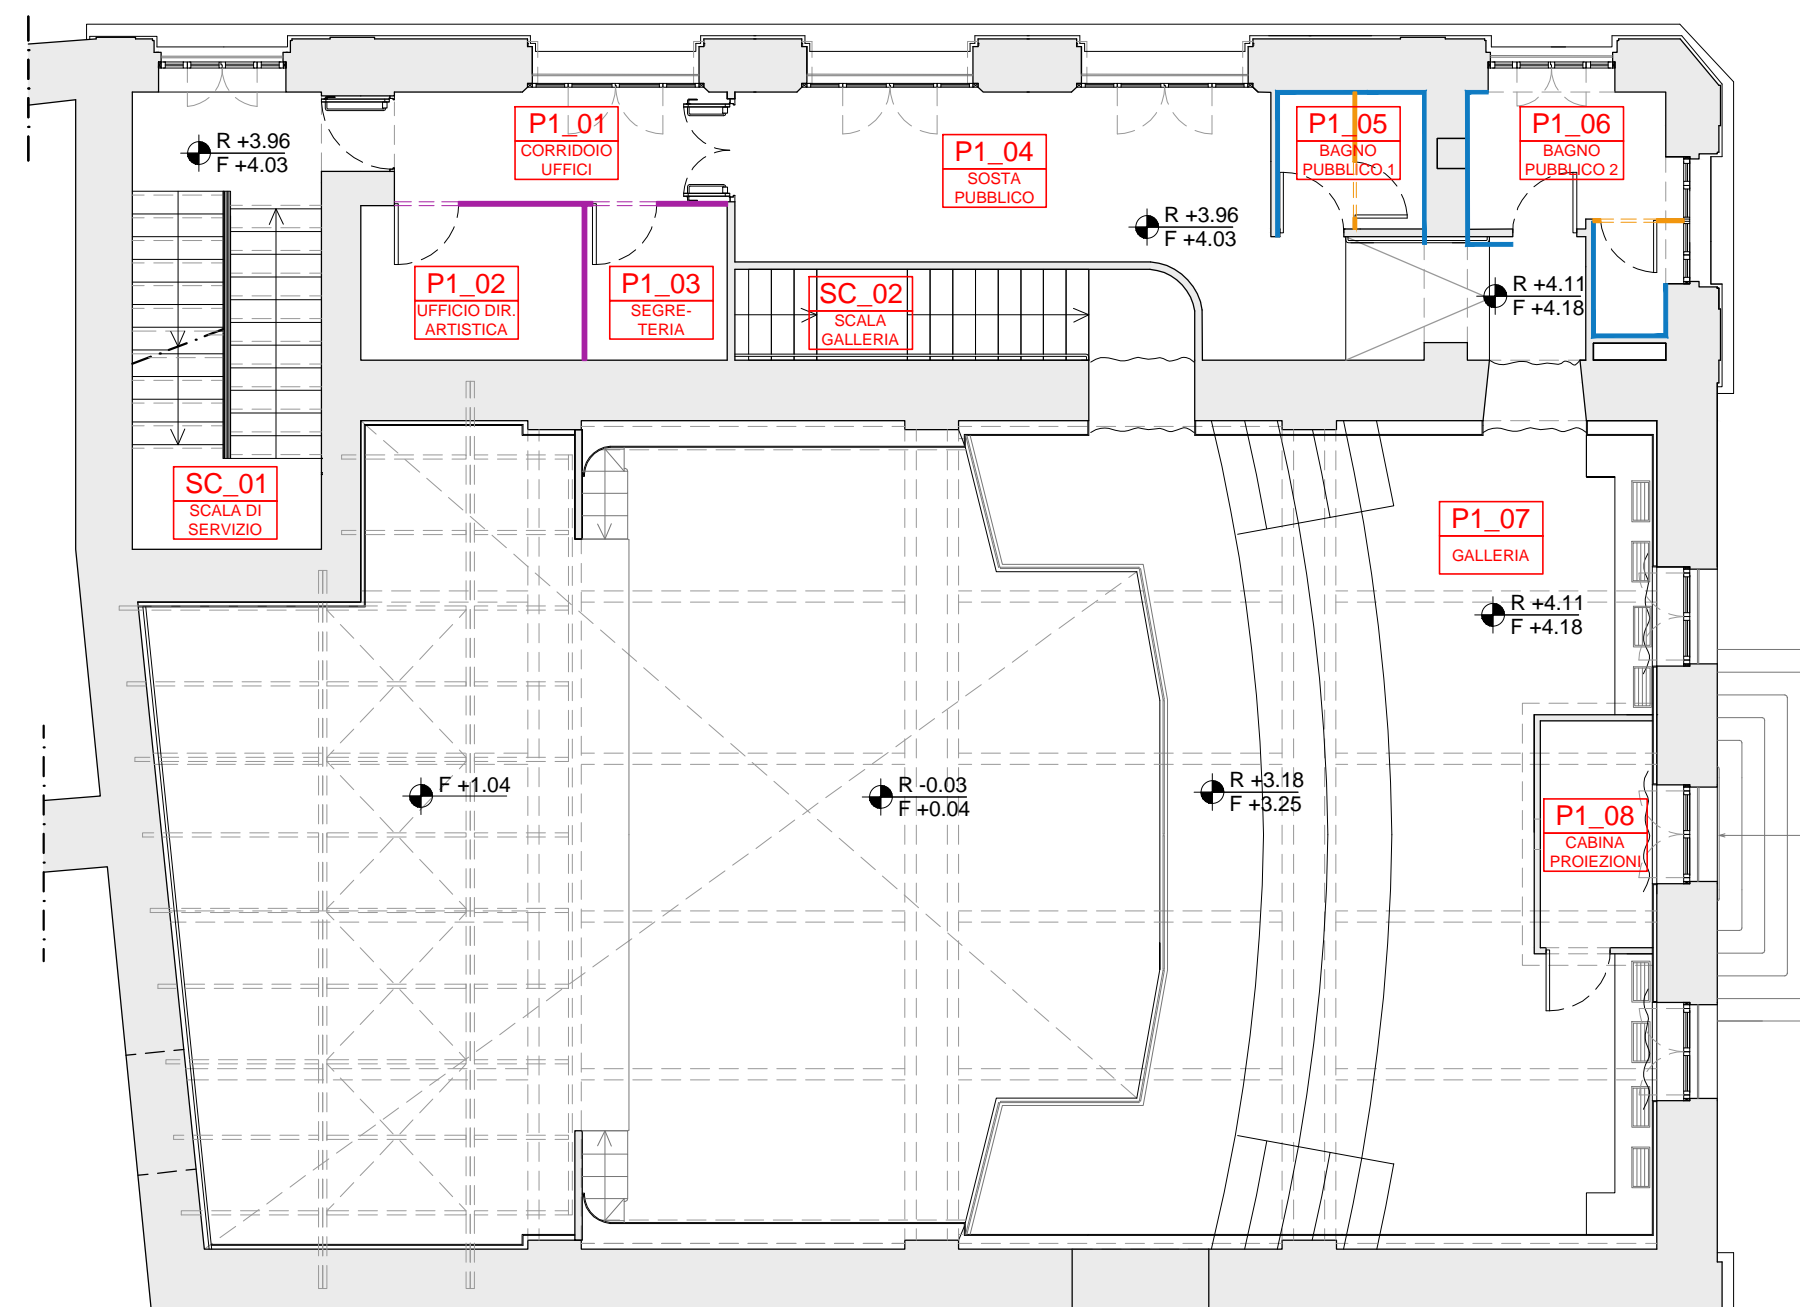 P1_01
CORRIDOIO
UFFICI
P1_05
BAGNO
PUBBLICO 1
P1_06
BAGNO
PUBBLICO 2
R +3.96
F +4.03
P1_04
SOSTA
PUBBLICO
R +3.96
F +4.03
P1_02
UFFICIO DIR.
ARTISTICA
P1_03
SEGRE-
TERIA
SC_02
SCALA
GALLERIA
R +4.11
F +4.18
SC_01
SCALA DI
SERVIZIO
P1_07
GALLERIA
R +4.11
F +4.18
F +1.04
R -0.03
F +0.04
R +3.18
F +3.25
P1_08
CABINA
PROIEZIONI